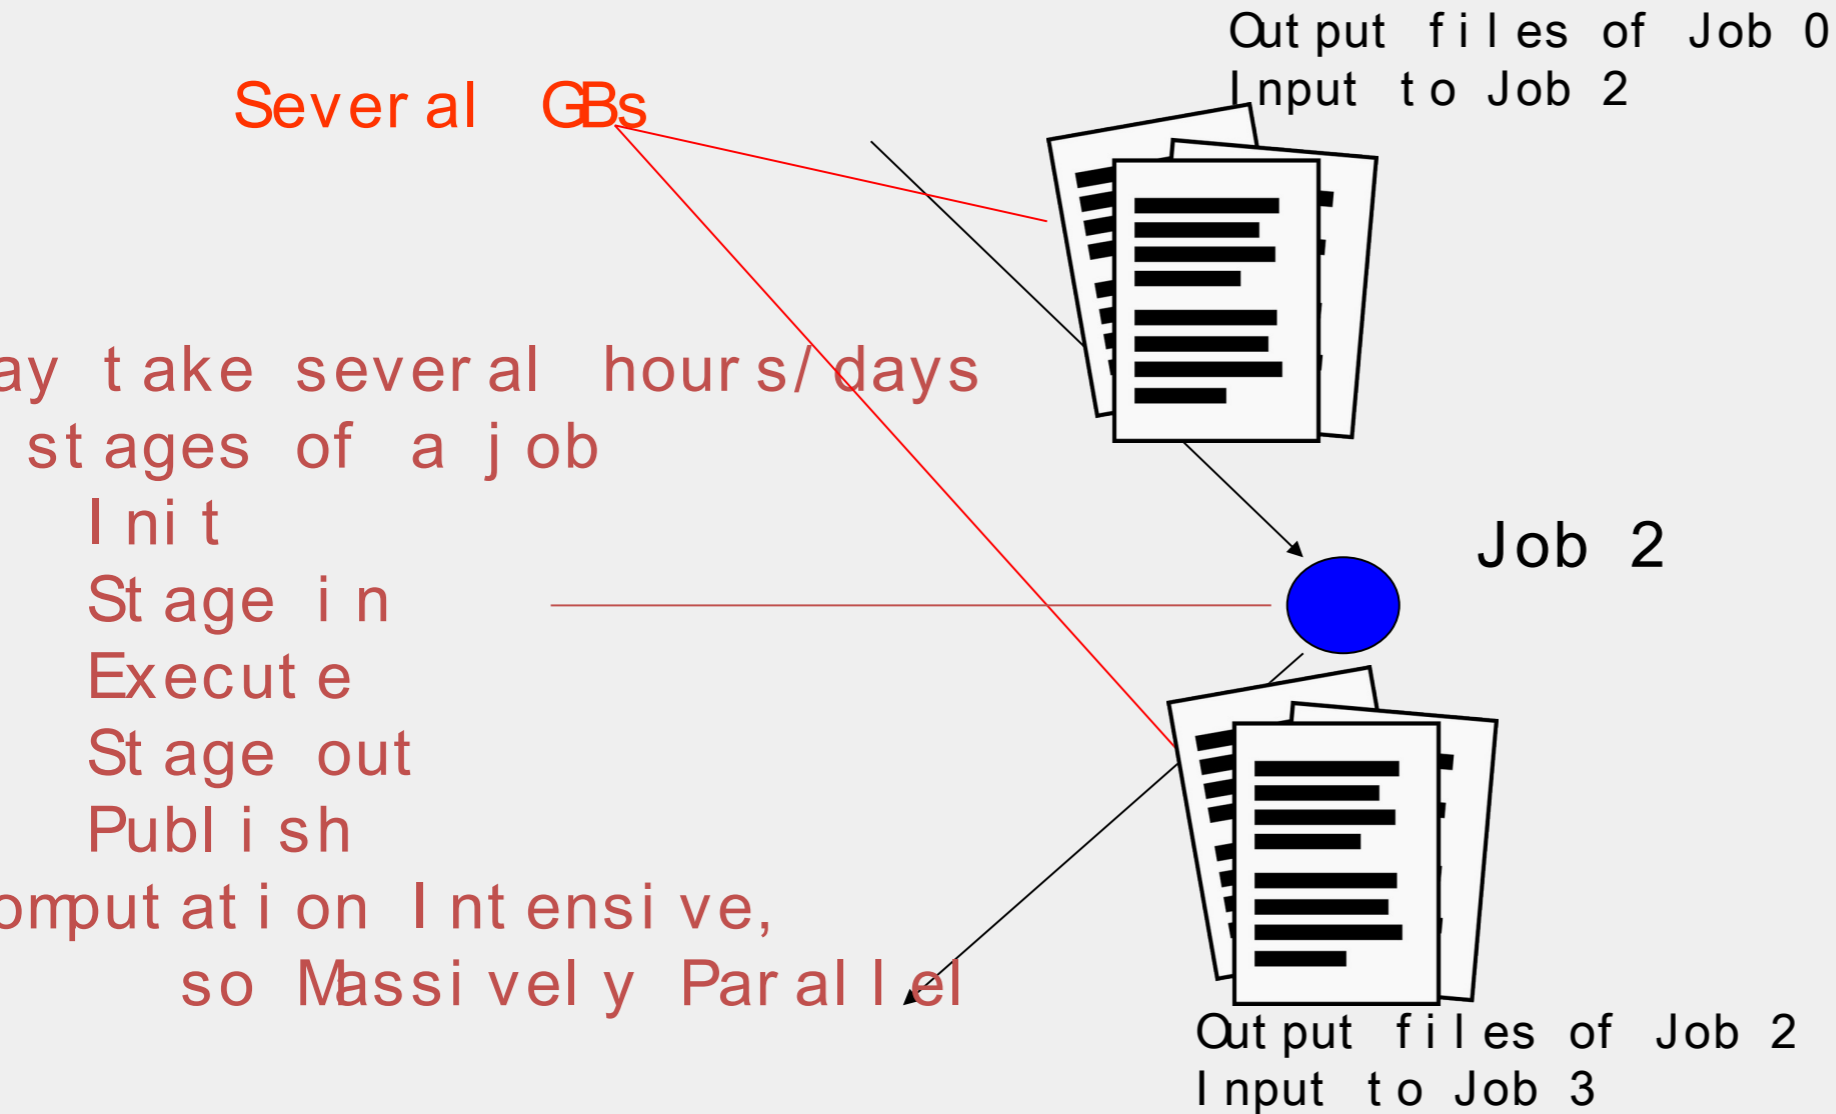 Output files of Job 0
Input to Job 2
Several GBs
ay take several hours/days
stages of a job
Init
Stage in
Execute
Stage out
Publish
omputation Intensive,
so Massively Parallel
Job 2
Output files of Job 2
Input to Job 3